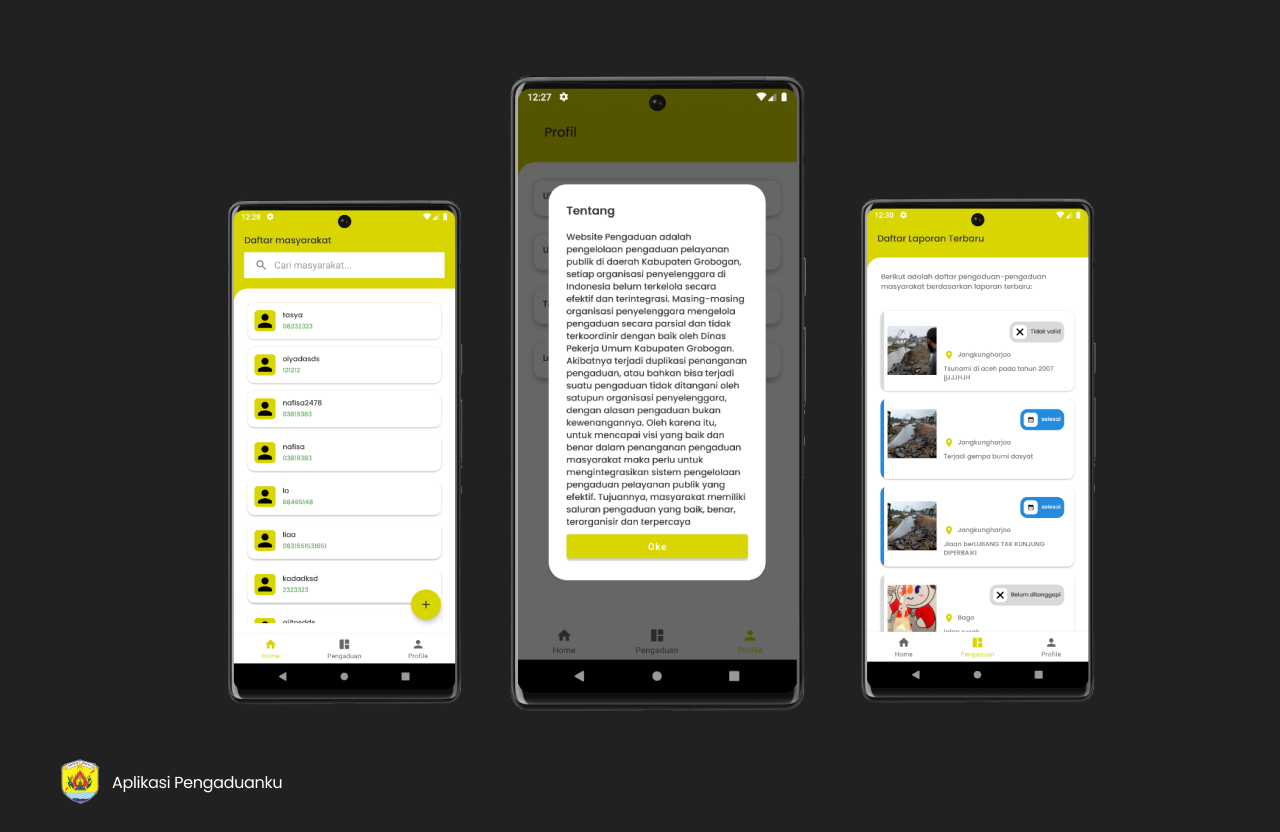 12:28
Daftar masyarakat
Cari masyarakat...
tasya
08232323
oiyadasds
121212
nafisa2478
03819383
nafisa
03819383
lo
68465148
liaa
0831651531651
kadadksd
2323323
+
Home
Pengaduan
Profile
12:27
Profil
Tentang
Website Pengaduan adalah
pengelolaan pengaduan pelayanan
publik di daerah Kabupaten Grobogan,
setiap organisasi penyelenggara di
Indonesia belum terkelola secara
efektif dan terintegrasi. Masing-masing
organisasi penyelenggara mengelola
pengaduan secara parsial dan tidak
terkoordinir dengan baik oleh Dinas
Pekerja Umum Kabupaten Grobogan.
Akibatnya terjadi duplikasi penanganan
pengaduan, atau bahkan bisa terjadi
suatu pengaduan tidak ditangani oleh
satupun organisasi penyelenggara,
dengan alasan pengaduan bukan
kewenangannya. Oleh karena itu,
untuk mencapai visi yang baik dan
benar dalam penanganan pengaduan
masyarakat maka perlu untuk
mengintegrasikan sistem pengelolaan
pengaduan pelayanan publik yang
efektif. Tujuannya, masyarakat memiliki
saluran pengaduan yang baik, benar,
terorganisir dan terpercaya
Oke
Home
Pengaduan
Profile
12:30
Daftar Laporan Terbaru
Berikut adalah daftar pengaduan-pengaduan
masyarakat berdasarkan laporan terbaru:
Tidak valid
Jangkungharjoo
Tsunami di aceh pada tahun 2007
jjJJJHJH
selesai
Jangkungharjoo
Terjadi gempa bumi dasyat
selesai
Jangkungharjoo
Jlaan berLUBANG TAK KUNJUNG
DIPERBAIKI
Belum ditanggapi
Bago
Home
Pengaduan
Profile
Aplikasi Pengaduanku